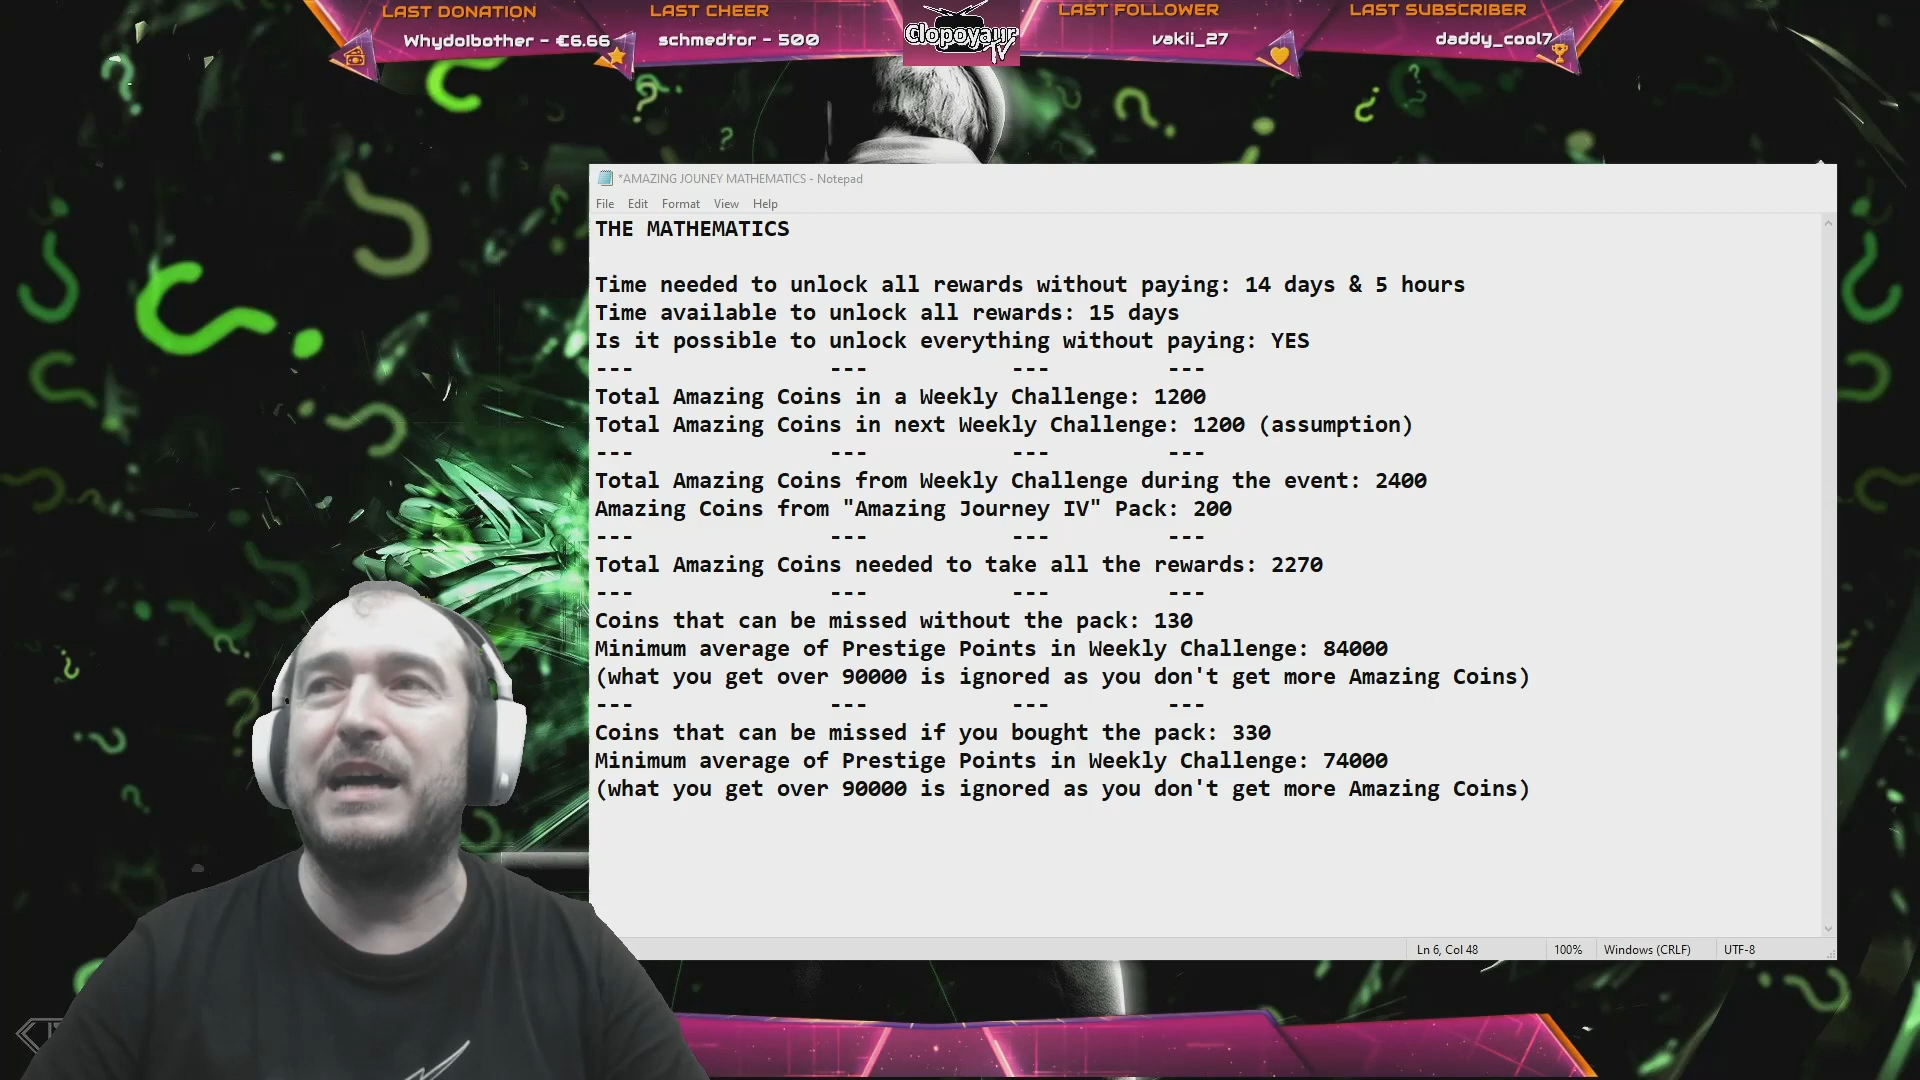 LAST DONATION
Whydoibother - €6.66
LAST CHEER
schmedtor - 500
Clopoyaur
TV
LAST FOLLOWER
vakii_27
LAST SUBSCRIBER
daddy_cool7
*AMAZING JOUNEY MATHEMATICS - Notepad
File Edit Format View Help
THE MATHEMATICS
Time needed to unlock all rewards without paying: 14 days & 5 hours
Time available to unlock all rewards: 15 days
Is it possible to unlock everything without paying: YES
--- --- --- ---
Total Amazing Coins in a Weekly Challenge: 1200
Total Amazing Coins in next Weekly Challenge: 1200 (assumption)
--- --- --- ---
Total Amazing Coins from Weekly Challenge during the event: 2400
Amazing Coins from "Amazing Journey IV" Pack: 200
--- --- --- ---
Total Amazing Coins needed to take all the rewards: 2270
--- --- --- ---
Coins that can be missed without the pack: 130
Minimum average of Prestige Points in Weekly Challenge: 84000
(what you get over 90000 is ignored as you don't get more Amazing Coins)
--- --- --- ---
Coins that can be missed if you bought the pack: 330
Minimum average of Prestige Points in Weekly Challenge: 74000
(what you get over 90000 is ignored as you don't get more Amazing Coins)
Ln 6, Col 48 100% Windows (CRLF) UTF-8